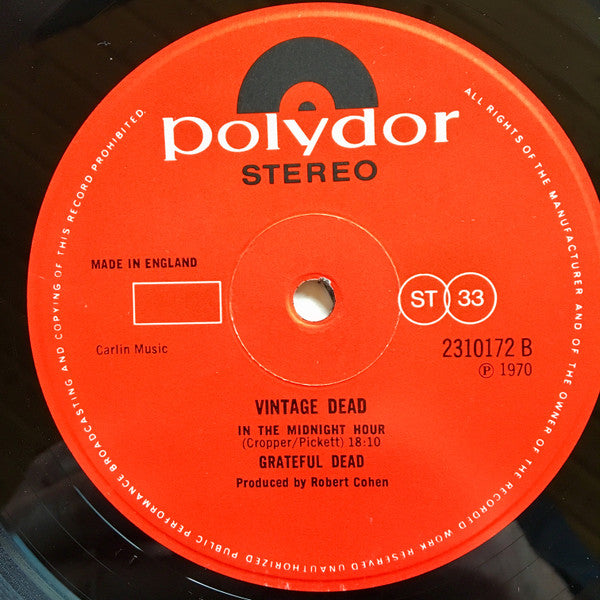 polydor
STEREO
MADE IN ENGLAND
ST 33
Carlin Music
2310172 B
℗ 1970
VINTAGE DEAD
IN THE MIDNIGHT HOUR
(Cropper/Pickett) 18:10
GRATEFUL DEAD
Produced by Robert Cohen
ALL RIGHTS OF THE MANUFACTURER AND OF THE OWNER OF THE RECORDED WORK RESERVED UNAUTHORIZED PUBLIC PERFORMANCE BROADCASTING AND COPYING OF THIS RECORD PROHIBITED.